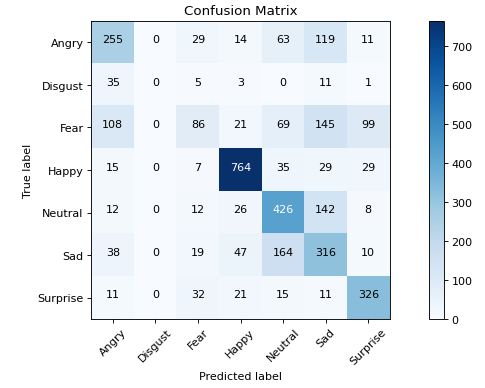 Confusion Matrix
Angry 255 0 29 14 63 119 11
Disgust 35 0 5 3 0 11 1
Fear 108 0 86 21 69 145 99
Happy 15 0 7 764 35 29 29
Neutral 12 0 12 26 426 142 8
Sad 38 0 19 47 164 316 10
Surprise 11 0 32 21 15 11 326
Angry Disgust Fear Happy Neutral Sad Surprise
Predicted label
True label
700
600
500
400
300
200
100
0